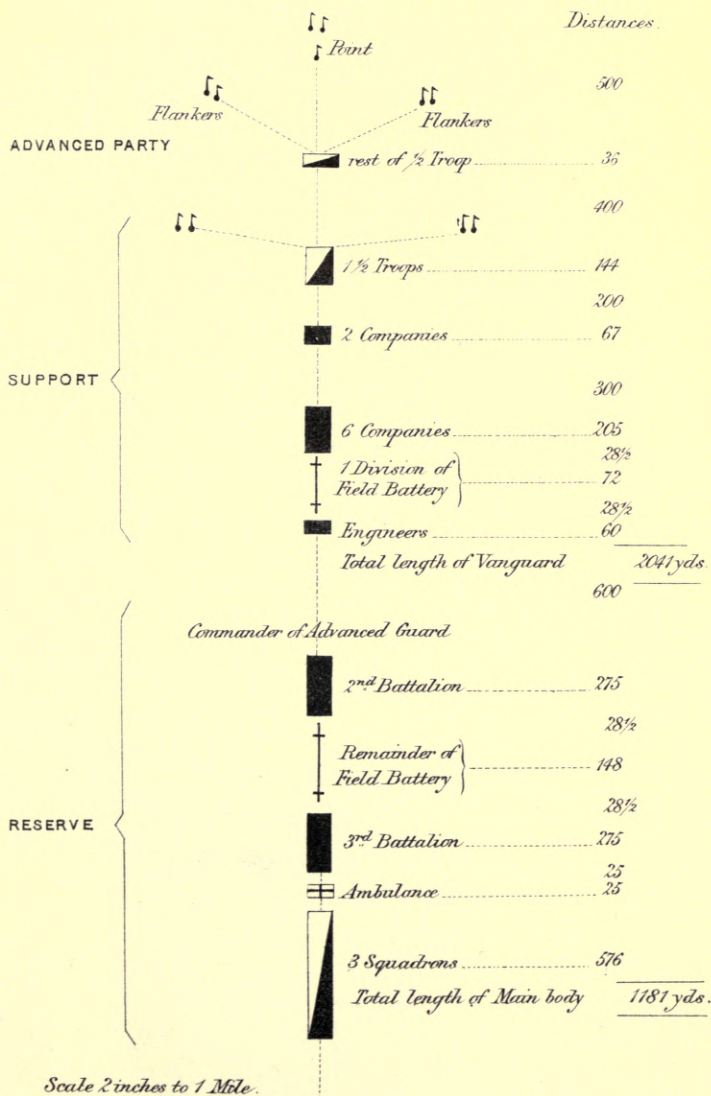 Distances.
Point
500
Flankers
Flankers
ADVANCED PARTY
rest of ½ Troop 36
400
1 ½ Troops 144
200
2 Companies 67
300
SUPPORT
6 Companies 205
28½
1 Division of
Field Battery 72
28½
Engineers 60
Total length of Vanguard 2041 yds.
600
Commander of Advanced Guard
2nd Battalion 275
28½
Remainder of
Field Battery 148
28½
RESERVE
3rd Battalion 275
25
Ambulance 25
3 Squadrons 576
Total length of Main body 1181 yds.
Scale 2 inches to 1 Mile.